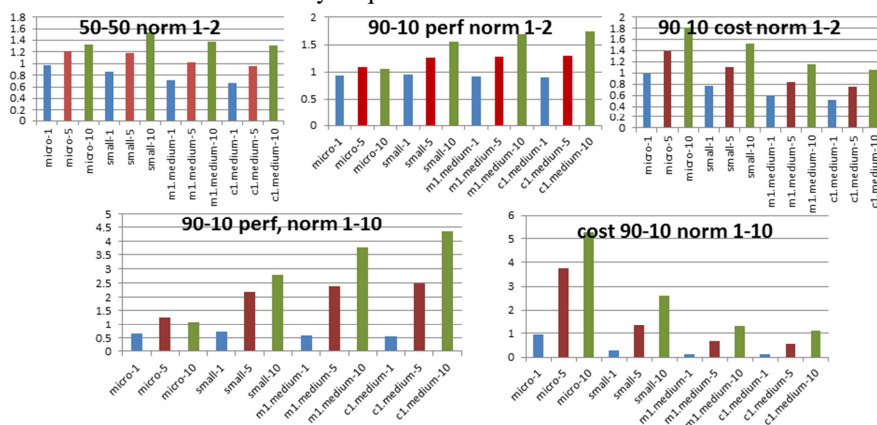 50-50 norm 1-2
1.8
1.6
1.4
1.2
1
0.8
0.6
0.4
0.2
0
micro-1
micro-5
micro-10
small-1
small-5
small-10
m1.medium-1
m1.medium-5
m1.medium-10
c1.medium-1
c1.medium-5
c1.medium-10
90-10 perf norm 1-2
2
1.5
1
0.5
0
micro-1
micro-5
micro-10
small-1
small-5
small-10
m1.medium-1
m1.medium-5
m1.medium-10
c1.medium-1
c1.medium-5
c1.medium-10
90 10 cost norm 1-2
2
1.8
1.6
1.4
1.2
1
0.8
0.6
0.4
0.2
0
micro-1
micro-5
micro-10
small-1
small-5
small-10
m1.medium-1
m1.medium-5
m1.medium-10
c1.medium-1
c1.medium-5
c1.medium-10
90-10 perf, norm 1-10
5
4.5
4
3.5
3
2.5
2
1.5
1
0.5
0
micro-1
micro-5
micro-10
small-1
small-5
small-10
m1.medium-1
m1.medium-5
m1.medium-10
c1.medium-1
c1.medium-5
c1.medium-10
cost 90-10 norm 1-10
6
5
4
3
2
1
0
micro-1
micro-5
micro-10
small-1
small-5
small-10
m1.medium-1
m1.medium-5
m1.medium-10
c1.medium-1
c1.medium-5
c1.medium-10